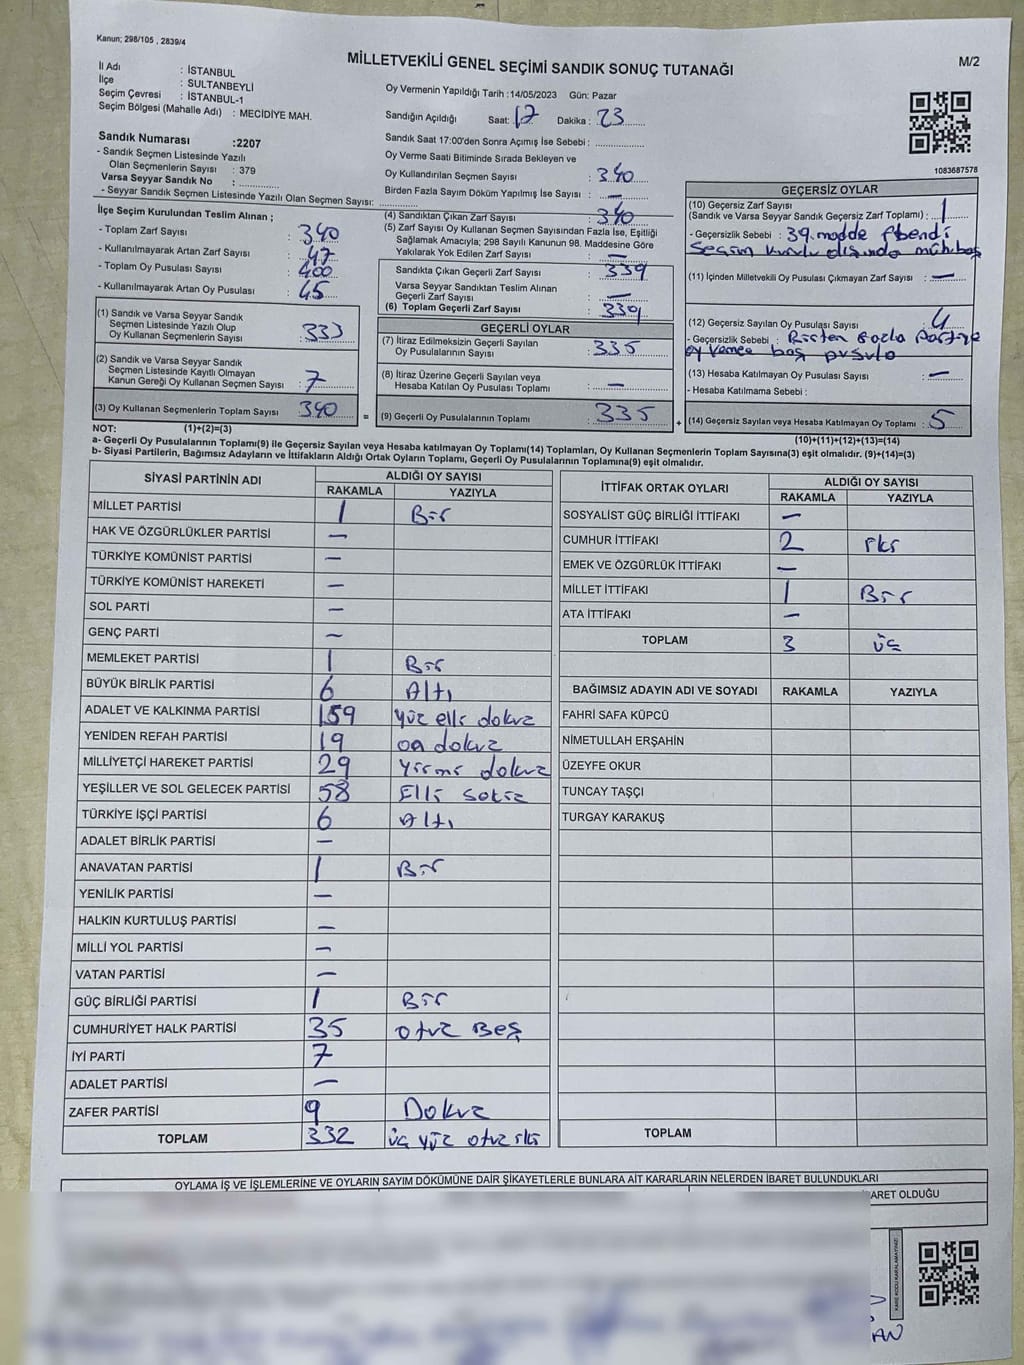 Kanun; 298/105 , 2839/4
MİLLETVEKİLİ GENEL SEÇİMİ SANDIK SONUÇ TUTANAĞI
M/2
İl Adı : İSTANBUL
İlçe : SULTANBEYLİ
Seçim Çevresi : İSTANBUL-1
Seçim Bölgesi (Mahalle Adı) : MECİDİYE MAH.
Sandık Numarası :2207
- Sandık Seçmen Listesinde Yazılı
Olan Seçmenlerin Sayısı : 379
Varsa Seyyar Sandık No :
- Seyyar Sandık Seçmen Listesinde Yazılı Olan Seçmen Sayısı:
Oy Vermenin Yapıldığı Tarih :14/05/2023 Gün: Pazar
Sandığın Açıldığı Saat: 17 Dakika : 23
Sandık Saat 17:00'den Sonra Açımış İse Sebebi :
Oy Verme Saati Bitiminde Sırada Bekleyen ve
Oy Kullandırılan Seçmen Sayısı : 340
Birden Fazla Sayım Döküm Yapılmış İse Sayısı : —
1083687578
İlçe Seçim Kurulundan Teslim Alınan ;
- Toplam Zarf Sayısı : 340
- Kullanılmayarak Artan Zarf Sayısı : 47
- Toplam Oy Pusulası Sayısı : 400
- Kullanılmayarak Artan Oy Pusulası : 45
(1) Sandık ve Varsa Seyyar Sandık
Seçmen Listesinde Yazılı Olup
Oy Kullanan Seçmenlerin Sayısı : 333
(2) Sandık ve Varsa Seyyar Sandık
Seçmen Listesinde Kayıtlı Olmayan
Kanun Gereği Oy Kullanan Seçmen Sayısı : 7
(3) Oy Kullanan Seçmenlerin Toplam Sayısı : 340 =
(4) Sandıktan Çıkan Zarf Sayısı : 340
(5) Zarf Sayısı Oy Kullanan Seçmen Sayısından Fazla İse, Eşitliği
Sağlamak Amacıyla; 298 Sayılı Kanunun 98. Maddesine Göre
Yakılarak Yok Edilen Zarf Sayısı : —
Sandıkta Çıkan Geçerli Zarf Sayısı : 339
Varsa Seyyar Sandıktan Teslim Alınan
Geçerli Zarf Sayısı : —
(6) Toplam Geçerli Zarf Sayısı : 339
GEÇERLİ OYLAR
(7) İtiraz Edilmeksizin Geçerli Sayılan
Oy Pusulalarının Sayısı : 335
(8) İtiraz Üzerine Geçerli Sayılan veya
Hesaba Katılan Oy Pusulası Toplamı : —
(9) Geçerli Oy Pusulalarının Toplamı : 335 +
GEÇERSİZ OYLAR
(10) Geçersiz Zarf Sayısı
(Sandık ve Varsa Seyyar Sandık Geçersiz Zarf Toplamı) : 1
- Geçersizlik Sebebi : 39. madde f bendi
seçim kurulu dışında
(11) İçinden Milletvekili Oy Pusulası Çıkmayan Zarf Sayısı : —
(12) Geçersiz Sayılan Oy Pusulası Sayısı : 4
- Geçersizlik Sebebi : Birden fazla partiye
oy verme boş pusula
(13) Hesaba Katılmayan Oy Pusulası Sayısı : —
- Hesaba Katılmama Sebebi :
(14) Geçersiz Sayılan veya Hesaba Katılmayan Oy Toplamı : 5
NOT: (1)+(2)=(3)
(10)+(11)+(12)+(13)=(14)
a- Geçerli Oy Pusulalarının Toplamı(9) ile Geçersiz Sayılan veya Hesaba katılmayan Oy Toplamı(14) Toplamları, Oy Kullanan Seçmenlerin Toplam Sayısına(3) eşit olmalıdır. (9)+(14)=(3)
b- Siyasi Partilerin, Bağımsız Adayların ve İttifakların Aldığı Ortak Oyların Toplamı, Geçerli Oy Pusulalarının Toplamına(9) eşit olmalıdır.
SİYASİ PARTİNİN ADI ALDIĞI OY SAYISI
RAKAMLA YAZIYLA
MİLLET PARTİSİ 1 Bir
HAK VE ÖZGÜRLÜKLER PARTİSİ —
TÜRKİYE KOMÜNİST PARTİSİ —
TÜRKİYE KOMÜNİST HAREKETİ —
SOL PARTİ —
GENÇ PARTİ —
MEMLEKET PARTİSİ 1 Bir
BÜYÜK BİRLİK PARTİSİ 6 Altı
ADALET VE KALKINMA PARTİSİ 159 yüz elli dokuz
YENİDEN REFAH PARTİSİ 19 on dokuz
MİLLİYETÇİ HAREKET PARTİSİ 29 yirmi dokuz
YEŞİLLER VE SOL GELECEK PARTİSİ 58 Elli sekiz
TÜRKİYE İŞÇİ PARTİSİ 6 Altı
ADALET BİRLİK PARTİSİ —
ANAVATAN PARTİSİ 1 Bir
YENİLİK PARTİSİ —
HALKIN KURTULUŞ PARTİSİ —
MİLLİ YOL PARTİSİ —
VATAN PARTİSİ —
GÜÇ BİRLİĞİ PARTİSİ 1 Bir
CUMHURİYET HALK PARTİSİ 35 otuz Beş
İYİ PARTİ 7
ADALET PARTİSİ —
ZAFER PARTİSİ 9 Dokuz
TOPLAM 332 üç yüz otuz iki
İTTİFAK ORTAK OYLARI ALDIĞI OY SAYISI
RAKAMLA YAZIYLA
SOSYALİST GÜÇ BİRLİĞİ İTTİFAKI —
CUMHUR İTTİFAKI 2 iki
EMEK VE ÖZGÜRLÜK İTTİFAKI —
MİLLET İTTİFAKI 1 Bir
ATA İTTİFAKI —
TOPLAM 3 üç
BAĞIMSIZ ADAYIN ADI VE SOYADI RAKAMLA YAZIYLA
FAHRİ SAFA KÜPCÜ
NİMETULLAH ERŞAHİN
ÜZEYFE OKUR
TUNCAY TAŞÇI
TURGAY KARAKUŞ
TOPLAM
OYLAMA İŞ VE İŞLEMLERİNE VE OYLARIN SAYIM DÖKÜMÜNE DAİR ŞİKAYETLERLE BUNLARA AİT KARARLARIN NELERDEN İBARET BULUNDUKLARI
BARET OLDUĞU
KARE KODU KARALAMAYINIZ!
AN